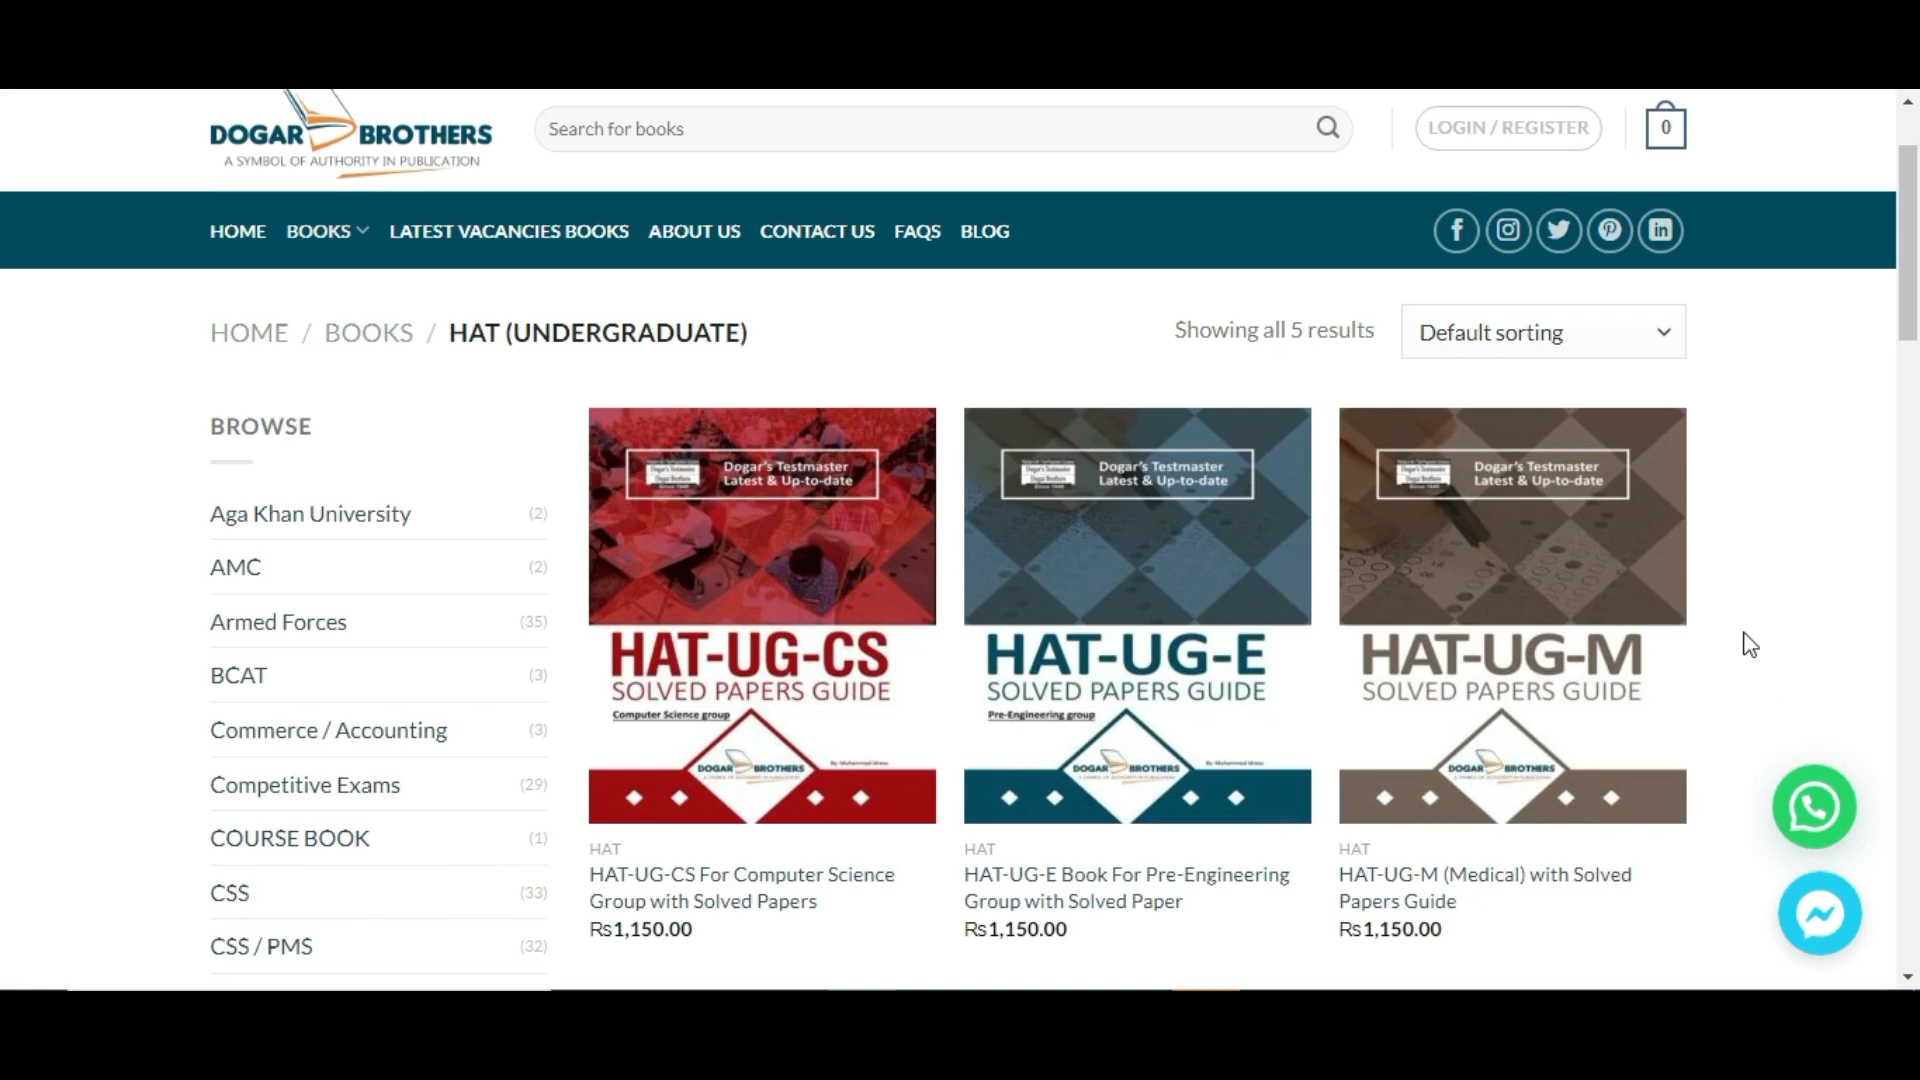 DOGAR BROTHERS
A SYMBOL OF AUTHORITY IN PUBLICATION
Search for books
LOGIN / REGISTER
0
HOME BOOKS LATEST VACANCIES BOOKS ABOUT US CONTACT US FAQS BLOG
HOME / BOOKS / HAT (UNDERGRADUATE)
Showing all 5 results
Default sorting
BROWSE
Aga Khan University (2)
AMC (2)
Armed Forces (35)
BCAT (3)
Commerce / Accounting (3)
Competitive Exams (29)
COURSE BOOK (1)
CSS (33)
CSS / PMS (32)
Dogar's Testmaster
Latest & Up-to-date
HAT-UG-CS
SOLVED PAPERS GUIDE
Computer Science group
DOGAR BROTHERS
HAT
HAT-UG-CS For Computer Science
Group with Solved Papers
₨1,150.00
Dogar's Testmaster
Latest & Up-to-date
HAT-UG-E
SOLVED PAPERS GUIDE
Pre-Engineering group
DOGAR BROTHERS
HAT
HAT-UG-E Book For Pre-Engineering
Group with Solved Paper
₨1,150.00
Dogar's Testmaster
Latest & Up-to-date
HAT-UG-M
SOLVED PAPERS GUIDE
DOGAR BROTHERS
HAT
HAT-UG-M (Medical) with Solved
Papers Guide
₨1,150.00